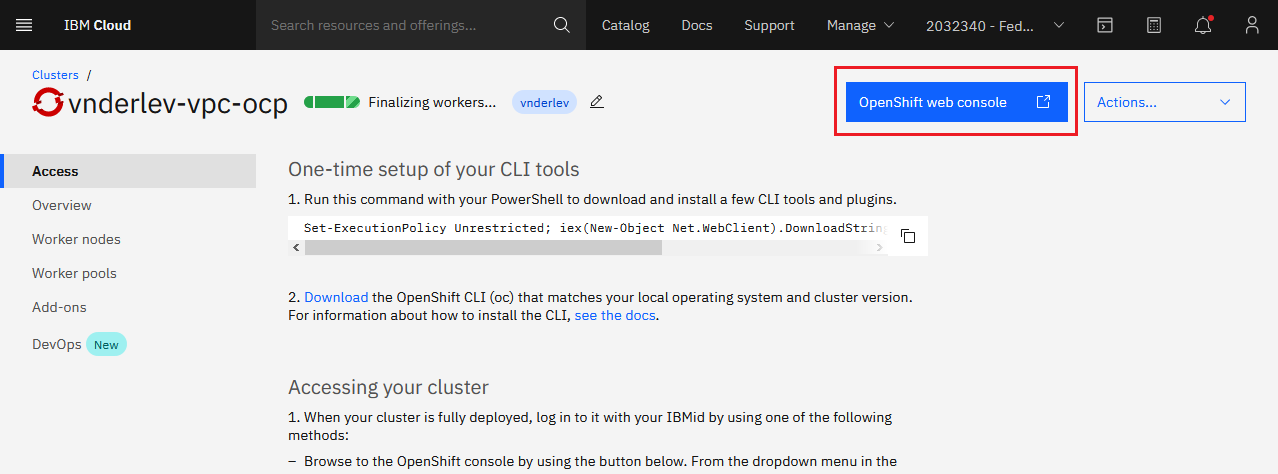 IBM Cloud
Search resources and offerings...
Catalog
Docs
Support
Manage
2032340 - Fed...
Clusters /
vnderlev-vpc-ocp
Finalizing workers...
vnderlev
OpenShift web console
Actions...
Access
Overview
Worker nodes
Worker pools
Add-ons
DevOps New
One-time setup of your CLI tools
1. Run this command with your PowerShell to download and install a few CLI tools and plugins.
Set-ExecutionPolicy Unrestricted; iex(New-Object Net.WebClient).DownloadString
2. Download the OpenShift CLI (oc) that matches your local operating system and cluster version.
For information about how to install the CLI, see the docs.
Accessing your cluster
1. When your cluster is fully deployed, log in to it with your IBMid by using one of the following
methods:
– Browse to the OpenShift console by using the button below. From the dropdown menu in the